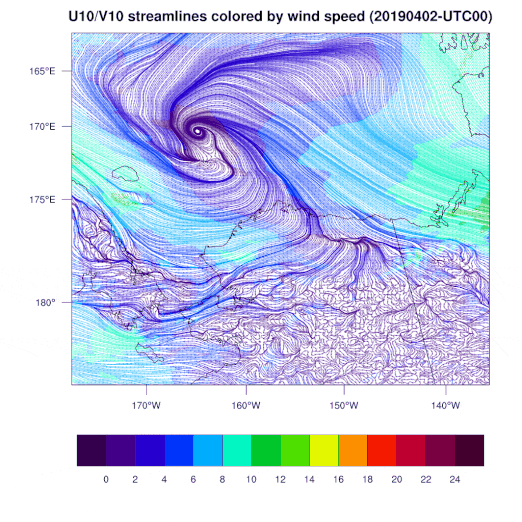 U10/V10 streamlines colored by wind speed (20190402-UTC00)
165°E
170°E
175°E
180°
170°W 160°W 150°W 140°W
0 2 4 6 8 10 12 14 16 18 20 22 24